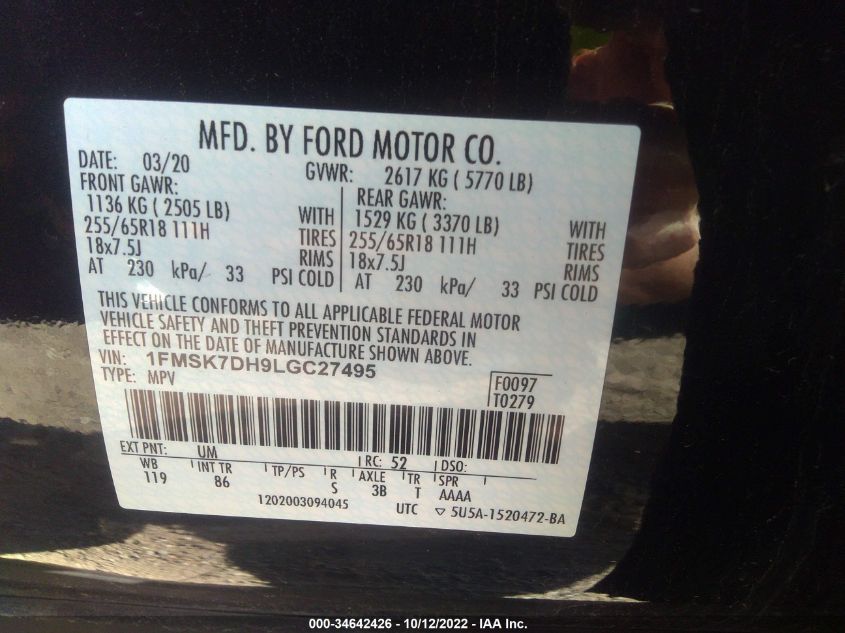 MFD. BY FORD MOTOR CO.
DATE: 03/20 GVWR: 2617 KG ( 5770 LB)
FRONT GAWR: REAR GAWR:
1136 KG ( 2505 LB) WITH 1529 KG ( 3370 LB) WITH
255/65R18 111H TIRES 255/65R18 111H TIRES
18x7.5J RIMS 18x7.5J RIMS
AT 230 kPa/ 33 PSI COLD AT 230 kPa/ 33 PSI COLD
THIS VEHICLE CONFORMS TO ALL APPLICABLE FEDERAL MOTOR
VEHICLE SAFETY AND THEFT PREVENTION STANDARDS IN
EFFECT ON THE DATE OF MANUFACTURE SHOWN ABOVE.
VIN: 1FMSK7DH9LGC27495
TYPE: MPV
F0097
T0279
EXT PNT: UM RC: 52 DSO:
WB INT TR TP/PS R AXLE TR SPR
119 86 S 3B T AAAA
1202003094045 UTC ▽ 5U5A-1520472-BA
000-34642426 - 10/12/2022 - IAA Inc.